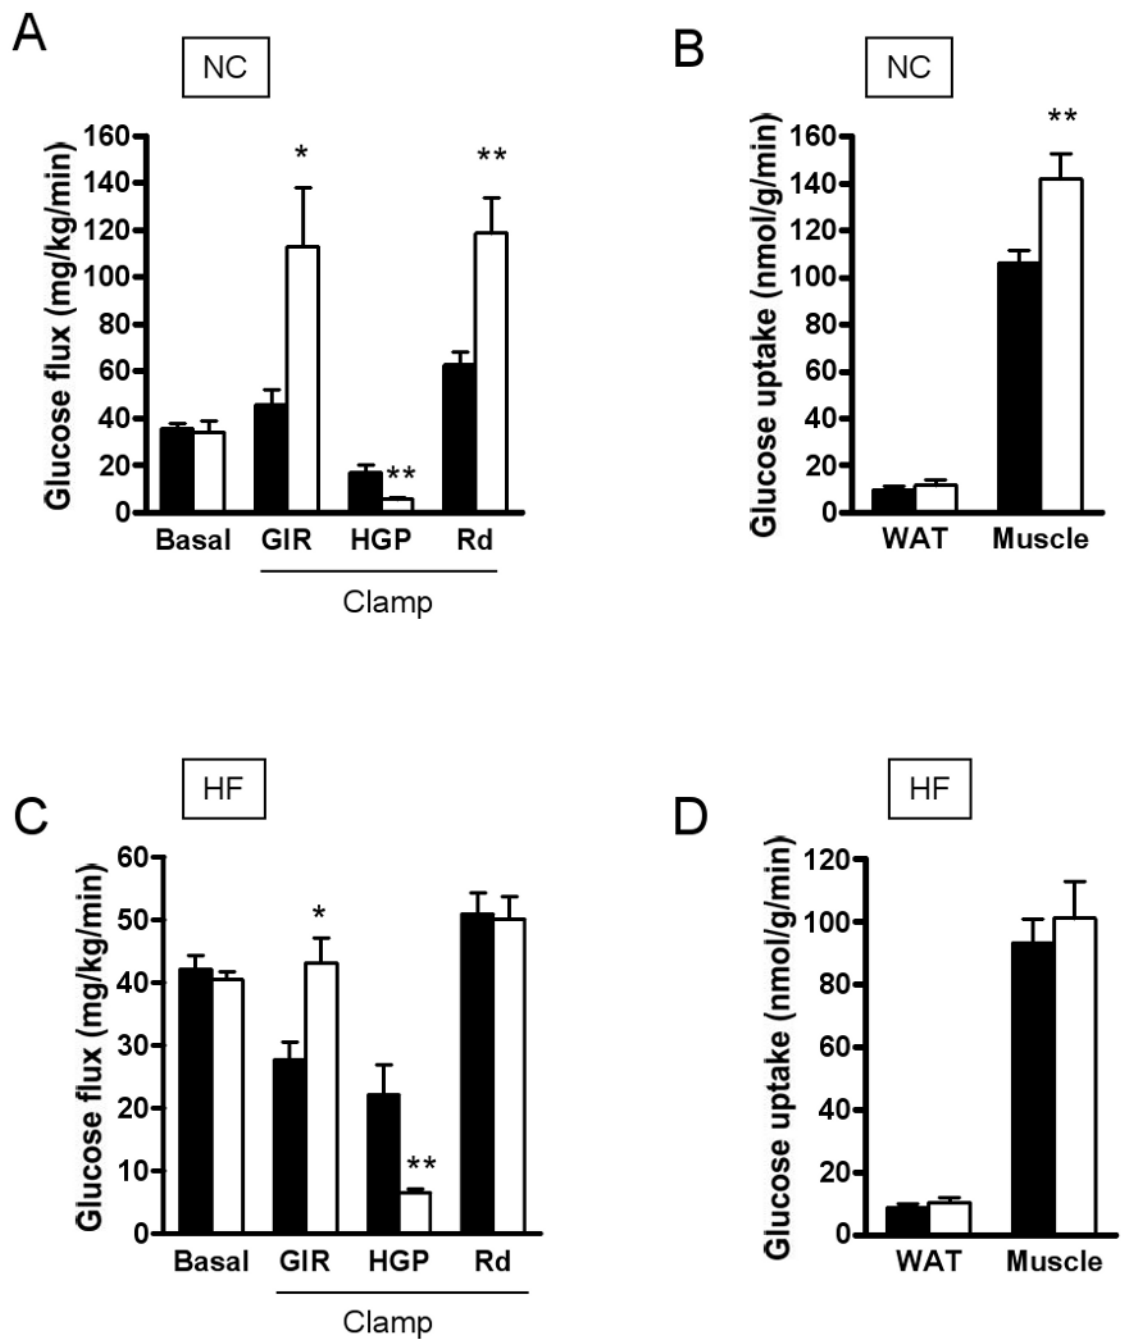 A
NC
Glucose flux (mg/kg/min)
160
140
120
100
80
60
40
20
0
*
**
**
Basal GIR HGP Rd
Clamp
B
NC
Glucose uptake (nmol/g/min)
160
140
120
100
80
60
40
20
0
**
WAT Muscle
C
HF
Glucose flux (mg/kg/min)
60
50
40
30
20
10
0
*
**
Basal GIR HGP Rd
Clamp
D
HF
Glucose uptake (nmol/g/min)
120
100
80
60
40
20
0
WAT Muscle